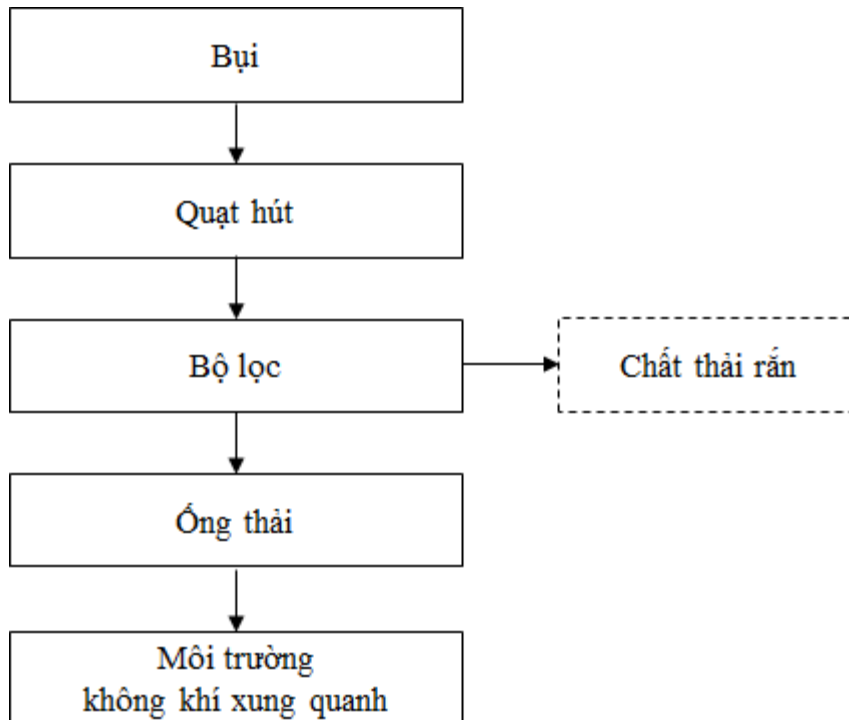 Bụi
Quạt hút
Bộ lọc
Chất thải rắn
Ống thải
Môi trường
không khí xung quanh